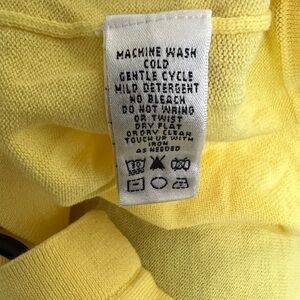 MACHINE WASH
COLD
GENTLE CYCLE
MILD DETERGENT
NO BLEACH
DO NOT WRING
OR TWIST
DRY FLAT
OR DRY CLEAN
TOUCH UP WITH
IRON
AS NEEDED
30